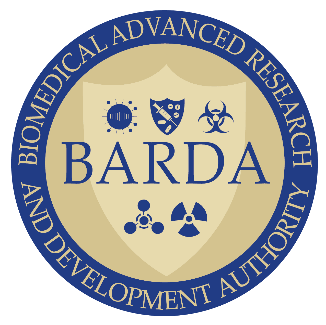 BIOMEDICAL ADVANCED RESEARCH
BARDA
AND DEVELOPMENT AUTHORITY